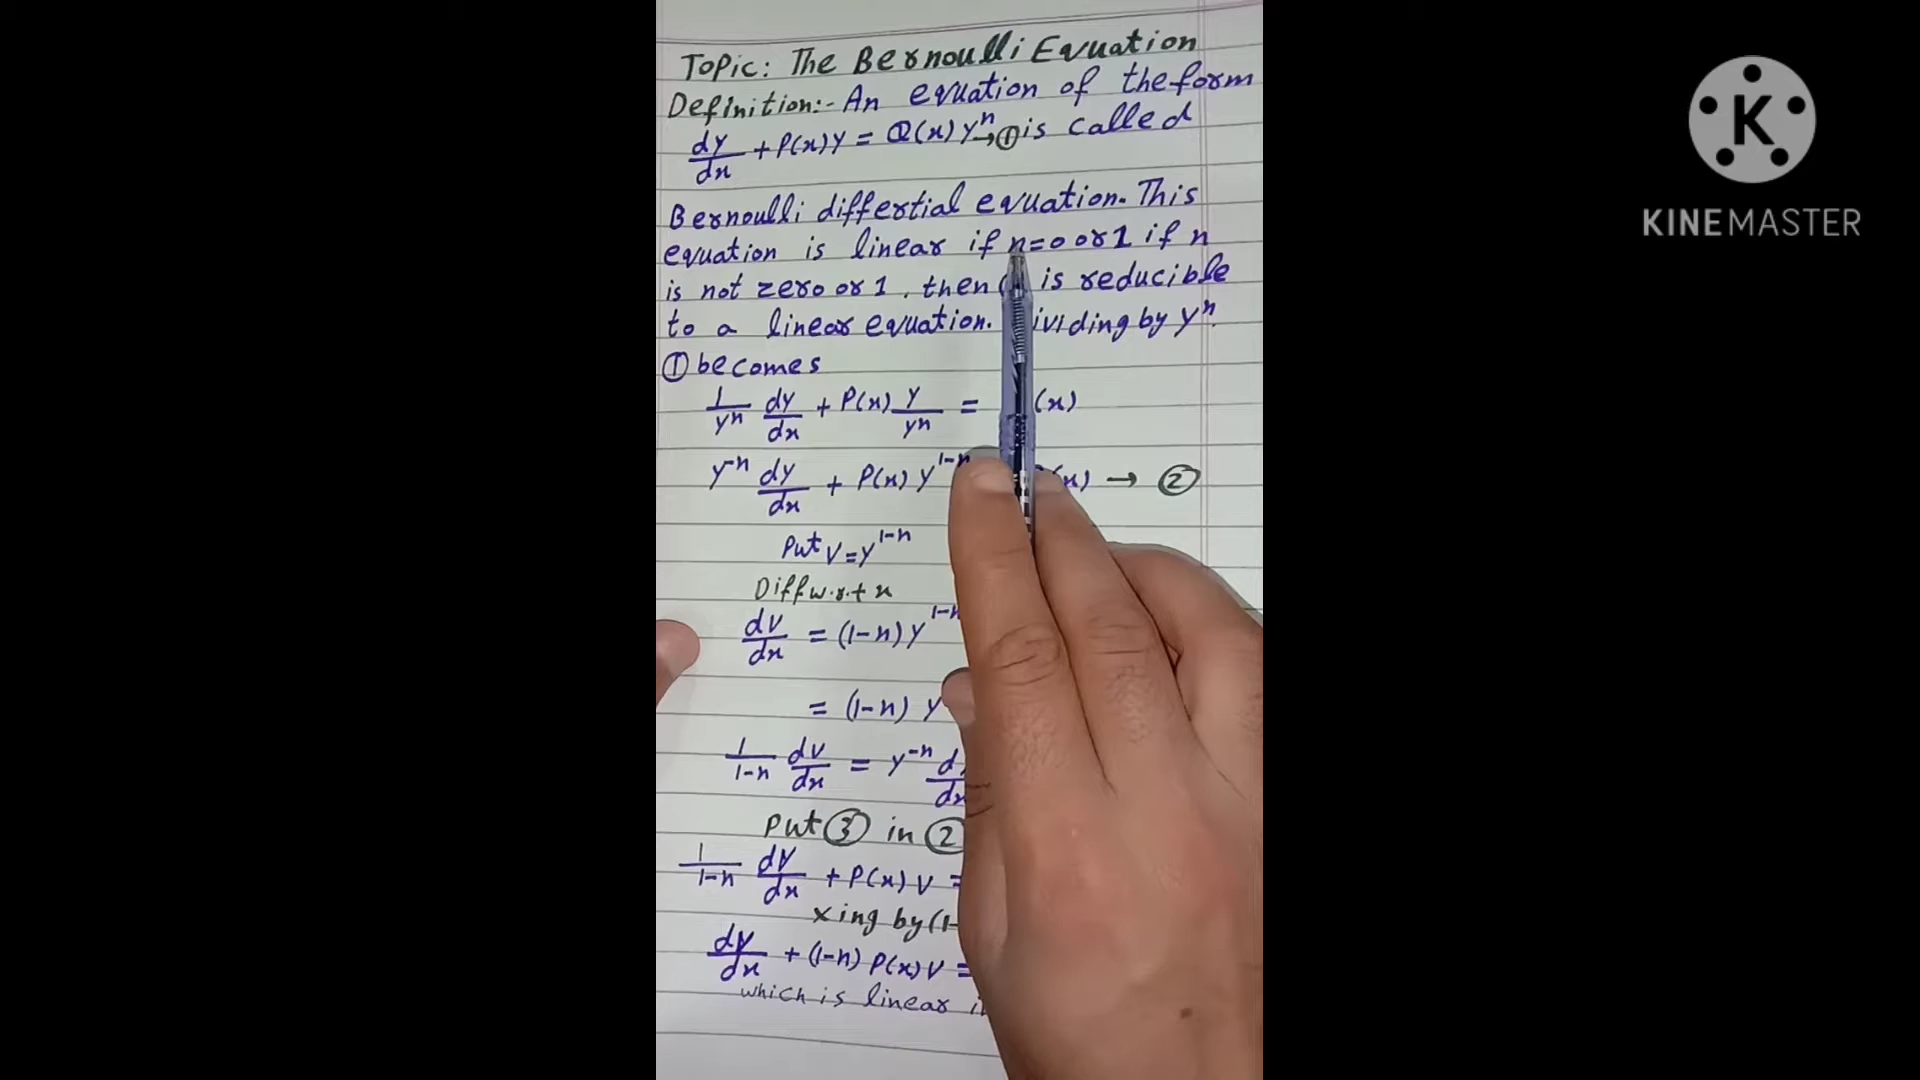 Topic: The Bernoulli Equation
Definition:- An equation of the form
dy/dx + P(x)y = Q(x)y^n → ① is called
Bernoulli differtial equation. This
equation is linear if n=0 or 1 if n
is not zero or 1, then is reducible
to a linear equation. ividing by y^n.
① becomes
1/y^n dy/dx + P(x) y/y^n = (x)
y^-n dy/dx + P(x) y^1-n (x) → ②
Put v=y^1-n
Diff w.r.t x
dv/dx = (1-n) y^1-n
= (1-n) y
1/1-n dv/dx = y^-n d/dx
Put ③ in ②
1/1-n dv/dx + P(x) v =
xing by (1-
dv/dx + (1-n) P(x) v =
which is linear i
K
KINEMASTER